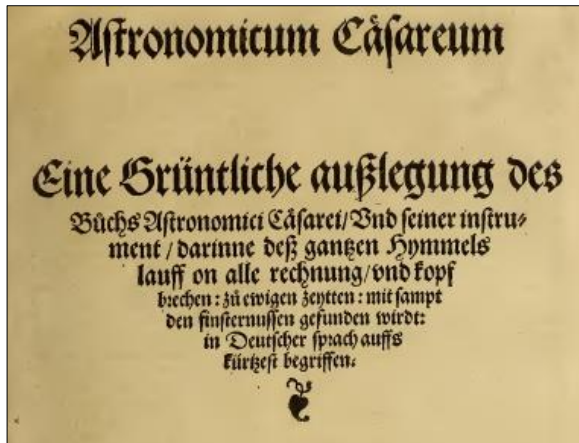 Astronomicum Cåsareum
Eine Grüntliche außlegung des
Bůchs Astronomici Cåsarei/Vnd seiner instru⸗
ment/darinne deß gantzen Hymmels
lauff on alle rechnung/vnd kopf
brechen: zů ewigen zeytten: mit sampt
den finsternussen gefunden wirdt:
in Deutscher sprach auffs
kürtzest begriffen.